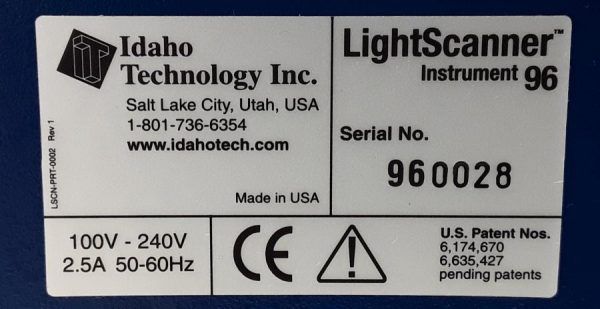 Idaho
Technology Inc.
Salt Lake City, Utah, USA
1-801-736-6354
www.idahotech.com
LSCN-PRT-0002 Rev 1
Made in USA
LightScanner™
Instrument 96
Serial No.
960028
100V - 240V
2.5A 50-60Hz
CE
U.S. Patent Nos.
6,174,670
6,635,427
pending patents